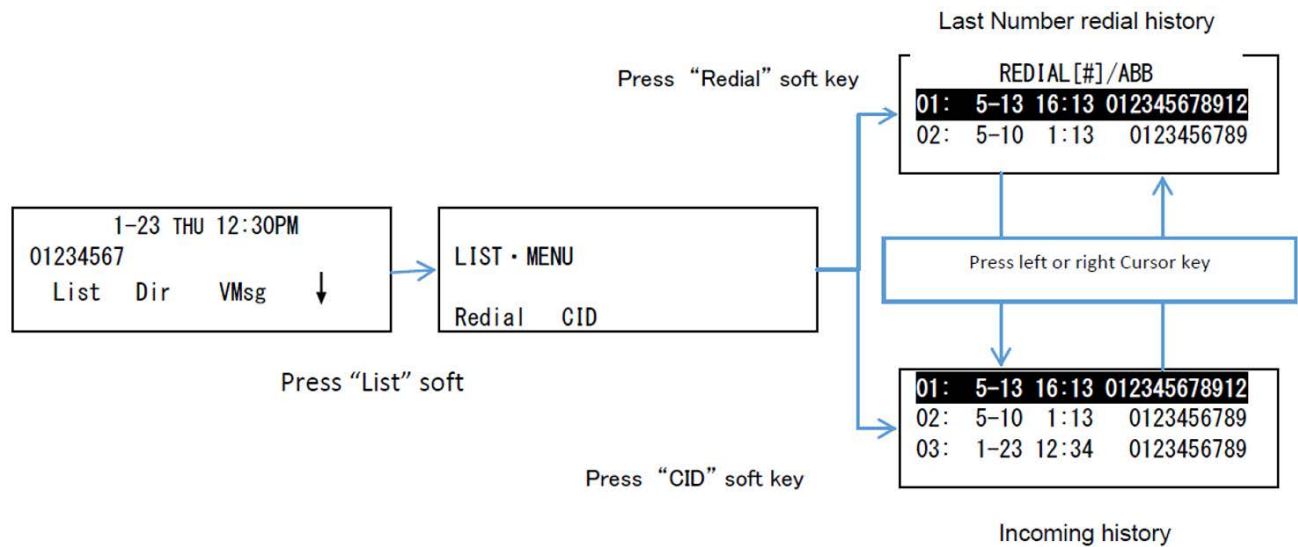 Last Number redial history
Press “Redial” soft key
REDIAL[#]/ABB
01: 5-13 16:13 012345678912
02: 5-10 1:13 0123456789
1-23 THU 12:30PM
01234567
List Dir VMsg ↓
Press “List” soft
LIST・MENU
Redial CID
Press left or right Cursor key
01: 5-13 16:13 012345678912
02: 5-10 1:13 0123456789
03: 1-23 12:34 0123456789
Press “CID” soft key
Incoming history